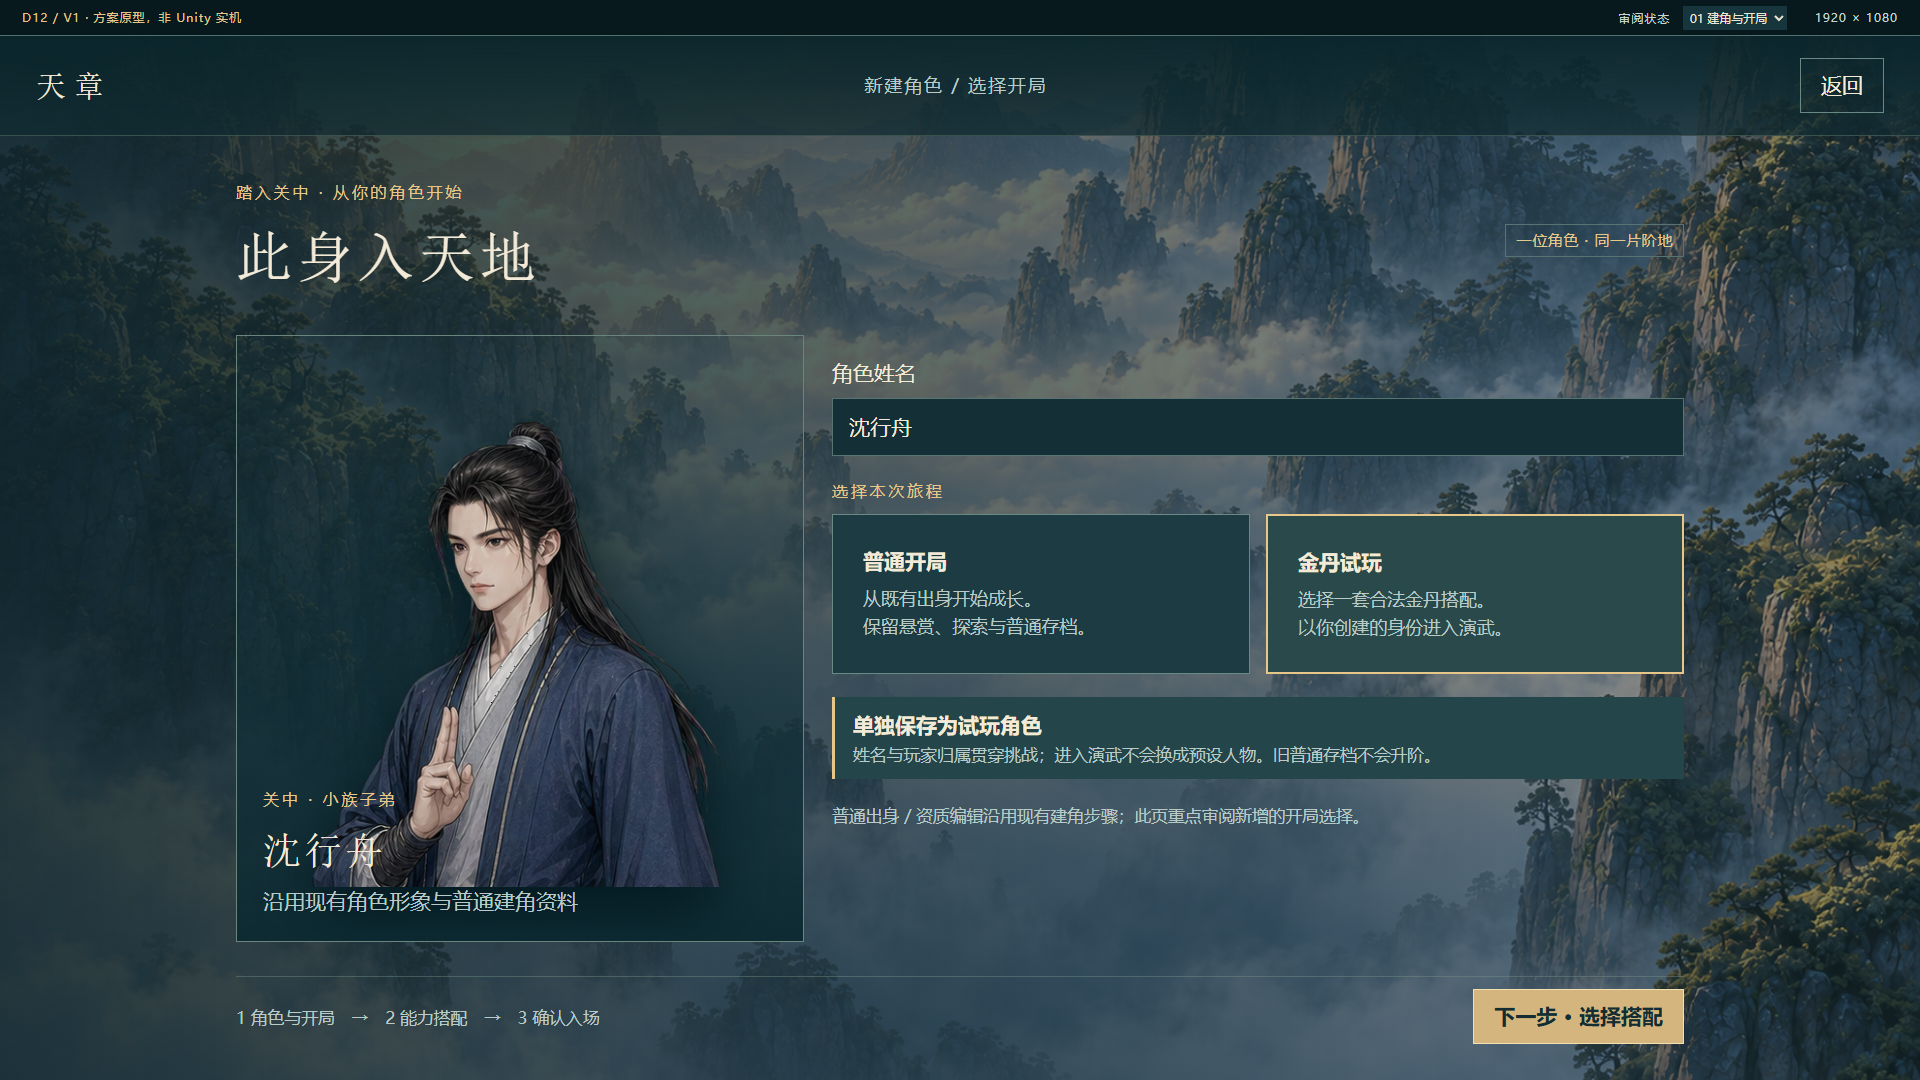 D12 / V1 · 方案原型，非 Unity 实机
审阅状态
01 建角与开局
1920 × 1080
天章
新建角色 / 选择开局
返回
踏入关中 · 从你的角色开始
此身入天地
一位角色 · 同一片阶地
角色姓名
沈行舟
选择本次旅程
普通开局
从既有出身开始成长。
保留悬赏、探索与普通存档。
金丹试玩
选择一套合法金丹搭配。
以你创建的身份进入演武。
单独保存为试玩角色
姓名与玩家归属贯穿挑战；进入演武不会换成预设人物。旧普通存档不会升阶。
普通出身 / 资质编辑沿用现有建角步骤；此页重点审阅新增的开局选择。
关中 · 小族子弟
沈行舟
沿用现有角色形象与普通建角资料
1 角色与开局 → 2 能力搭配 → 3 确认入场
下一步 · 选择搭配